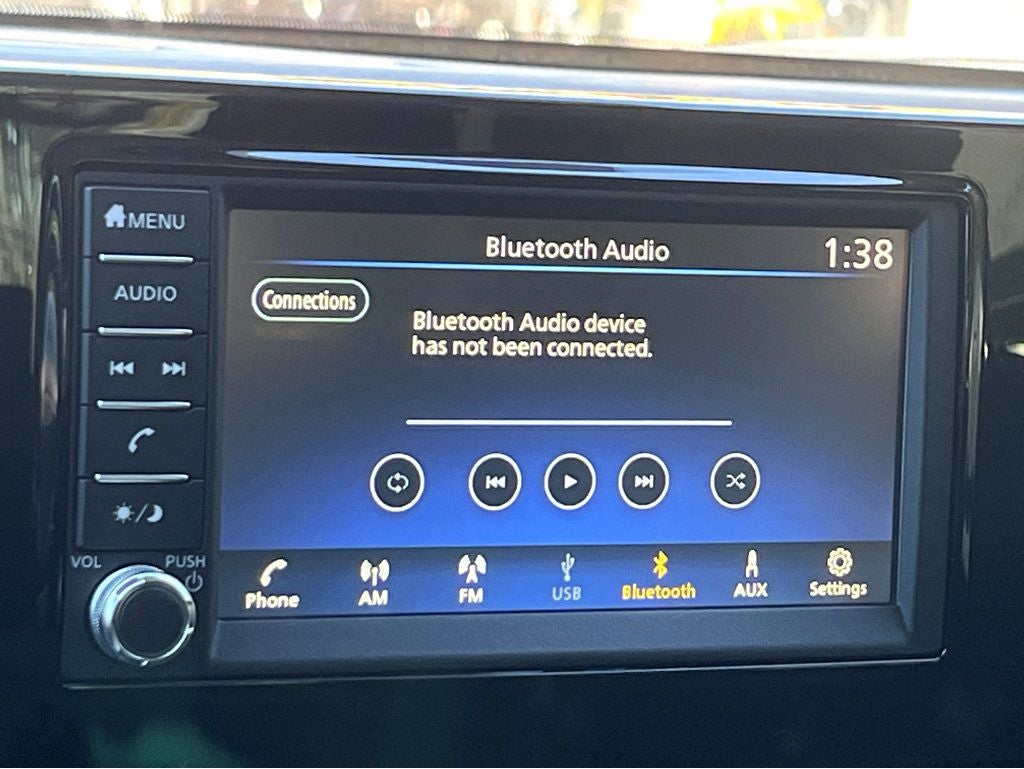 MENU
AUDIO
VOL
PUSH
Bluetooth Audio
1:38
Connections
Bluetooth Audio device
has not been connected.
Phone
AM
FM
USB
Bluetooth
AUX
Settings